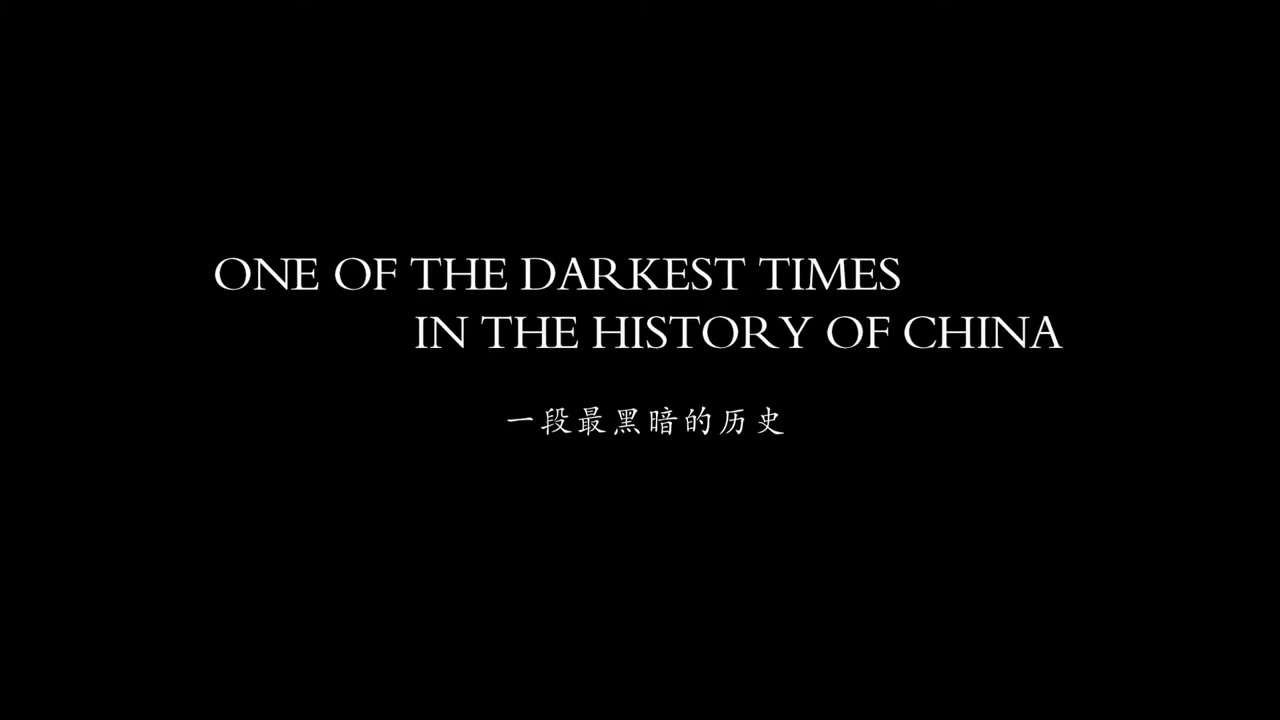 ONE OF THE DARKEST TIMES
IN THE HISTORY OF CHINA
一段最黑暗的历史